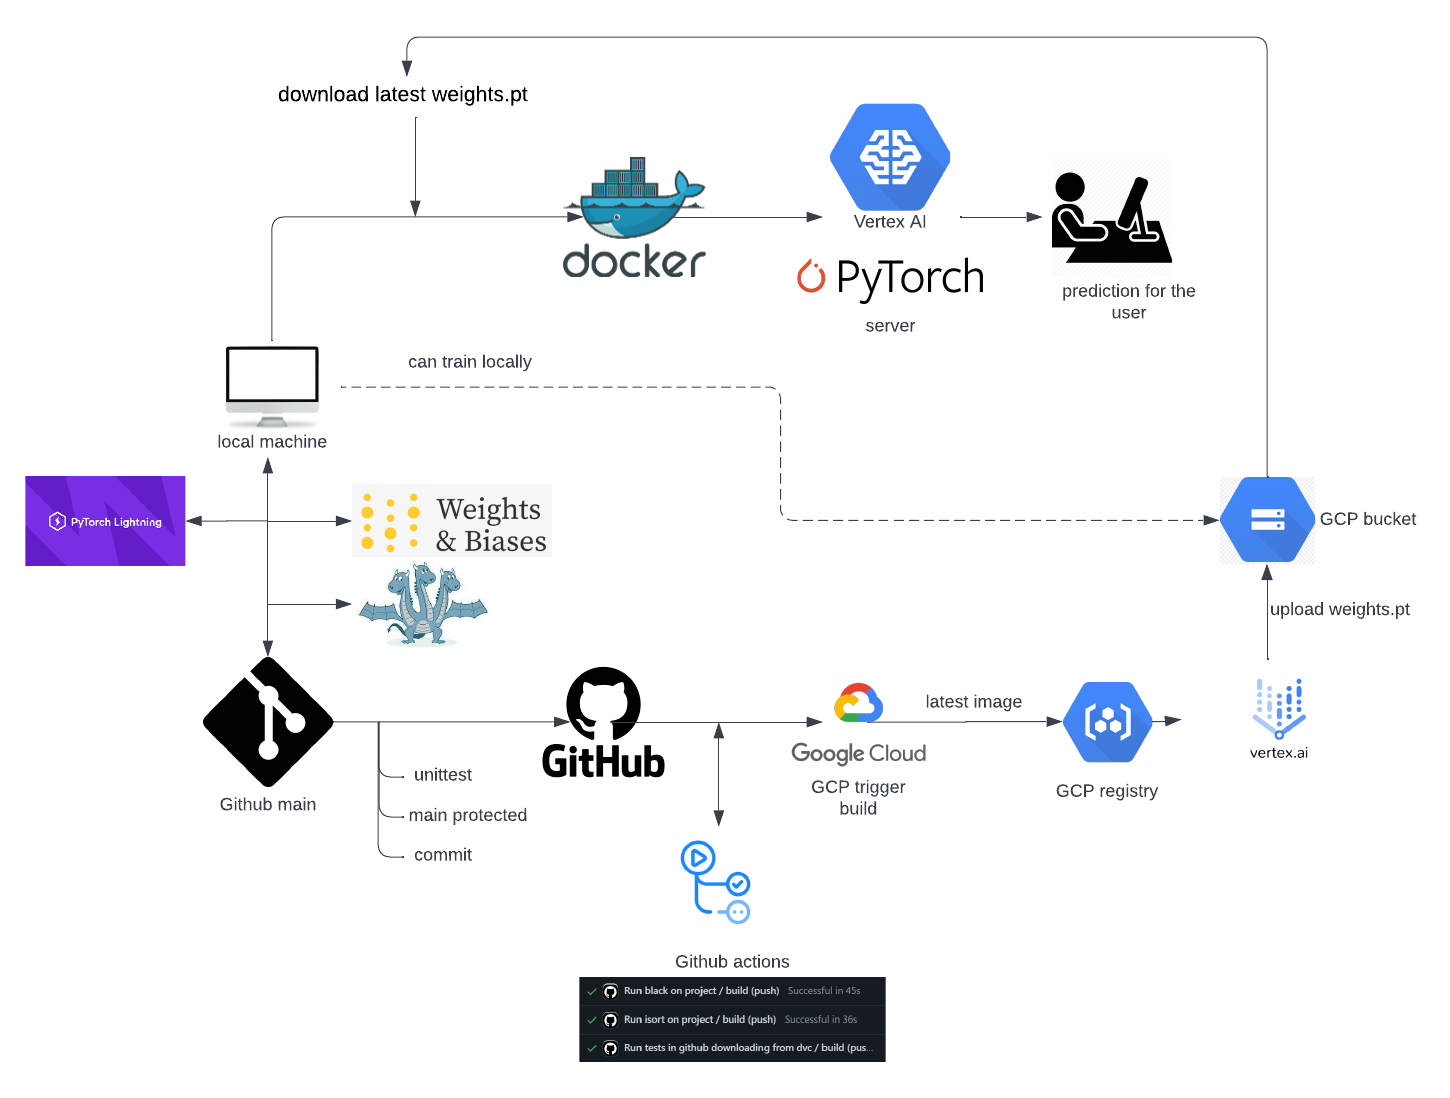 download latest weights.pt
docker
Vertex AI
PyTorch
server
prediction for the
user
can train locally
local machine
PyTorch Lightning
Weights
& Biases
GCP bucket
upload weights.pt
Github main
unittest
main protected
commit
GitHub
Google Cloud
GCP trigger
build
latest image
GCP registry
vertex.ai
Github actions
Run black on project / build (push) Successful in 45s
Run isort on project / build (push) Successful in 36s
Run tests in github downloading from dvc / build (pus...